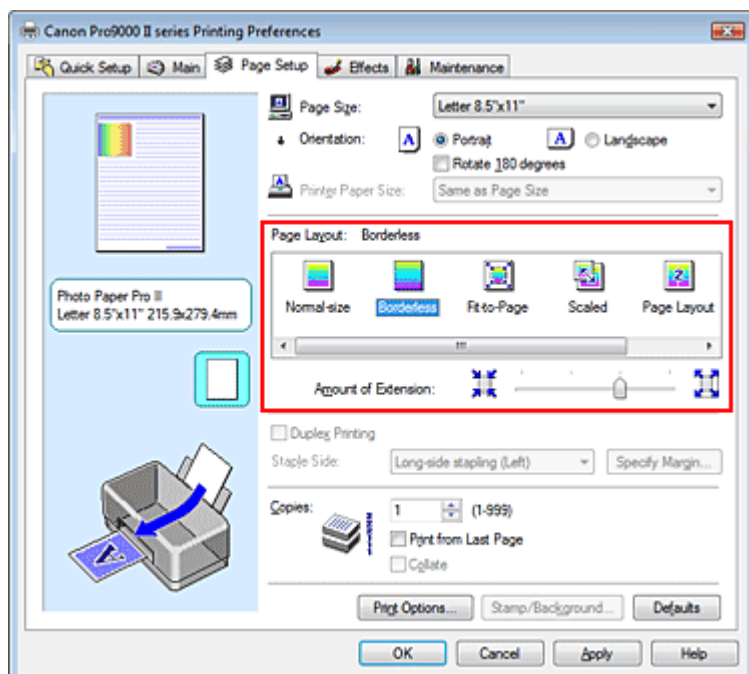 Canon Pro9000 II series Printing Preferences
Quick Setup Main Page Setup Effects Maintenance
Page Size: Letter 8.5"x11"
Orientation: A Portrait A Landscape
Rotate 180 degrees
Printer Paper Size: Same as Page Size
Page Layout: Borderless
Normal-size Borderless Fit-to-Page Scaled Page Layout
Amount of Extension:
Photo Paper Pro II
Letter 8.5"x11" 215.9x279.4mm
Duplex Printing
Staple Side: Long-side stapling (Left) Specify Margin...
Copies: 1 (1-999)
Print from Last Page
Collate
Print Options... Stamp/Background... Defaults
OK Cancel Apply Help